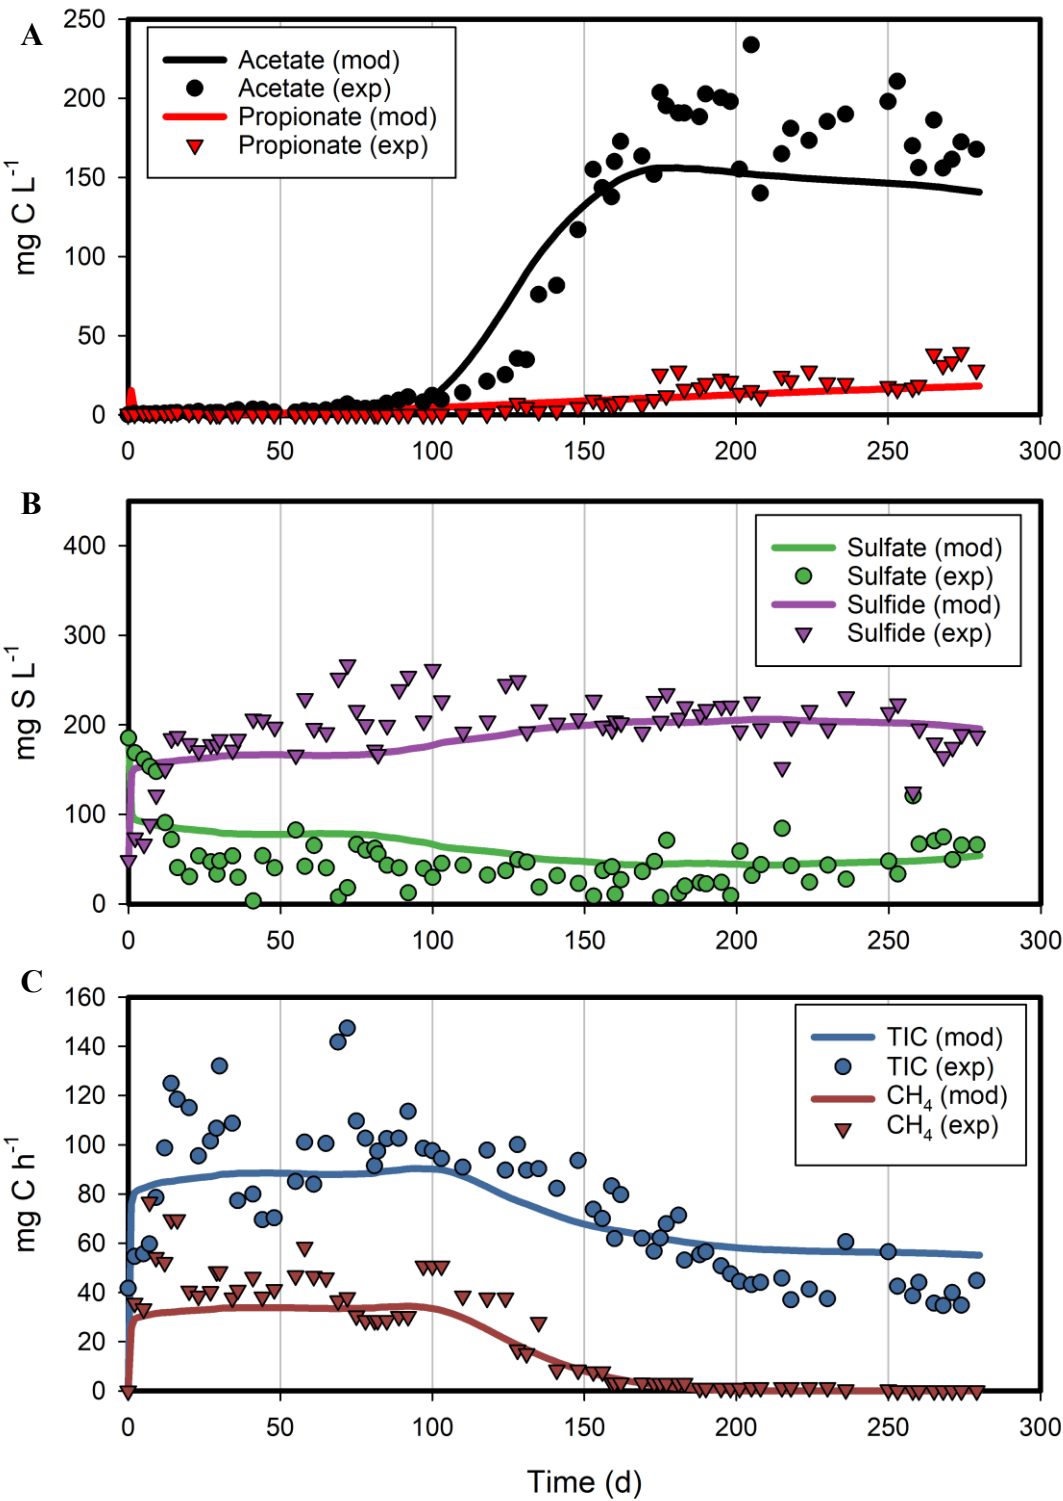 A
250
200
150
100
50
0
mg C L⁻¹
Acetate (mod)
Acetate (exp)
Propionate (mod)
Propionate (exp)
0 50 100 150 200 250 300
B
400
300
200
100
0
mg S L⁻¹
Sulfate (mod)
Sulfate (exp)
Sulfide (mod)
Sulfide (exp)
0 50 100 150 200 250 300
C
160
140
120
100
80
60
40
20
0
mg C h⁻¹
TIC (mod)
TIC (exp)
CH₄ (mod)
CH₄ (exp)
0 50 100 150 200 250 300
Time (d)